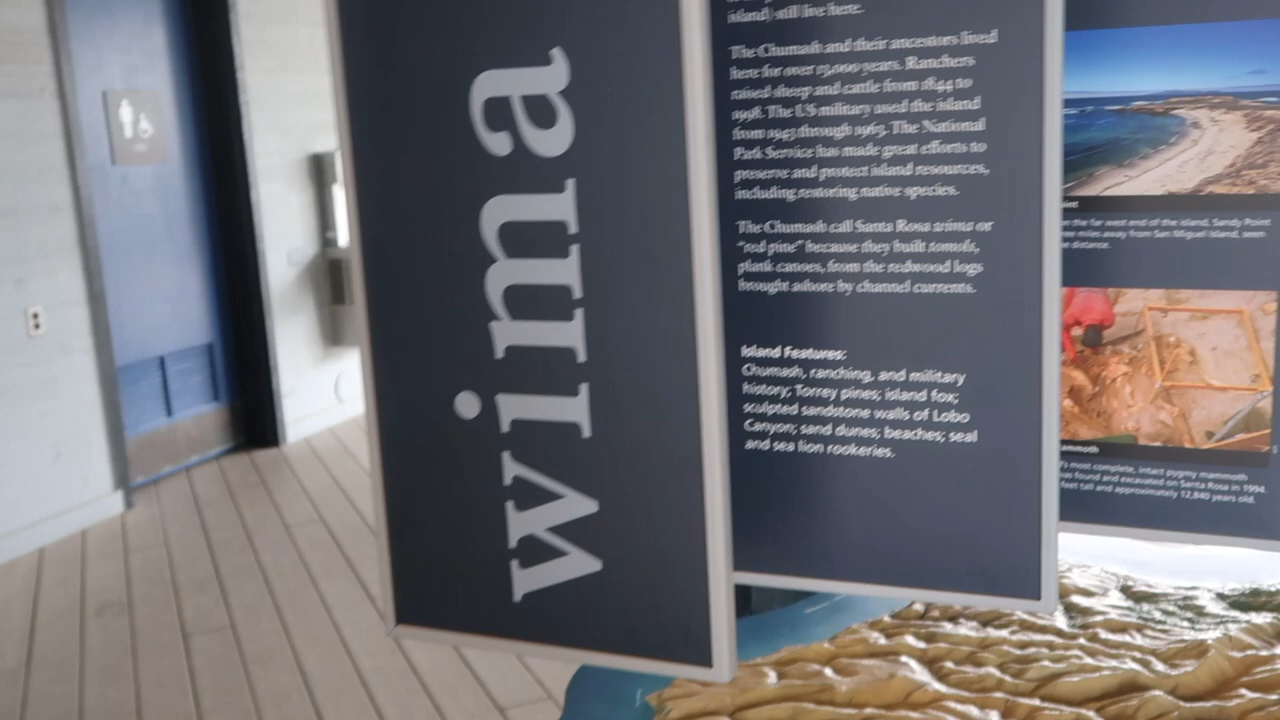 wima
island) still live here.
The Chumash and their ancestors lived
here for over 13,000 years. Ranchers
raised sheep and cattle from 1844 to
1998. The US military used the island
from 1943 through 1963. The National
Park Service has made great efforts to
preserve and protect island resources,
including restoring native species.
The Chumash call Santa Rosa wima or
"red pine" because they built tomols,
plank canoes, from the redwood logs
brought ashore by channel currents.
Island Features:
Chumash, ranching, and military
history; Torrey pines; island fox;
sculpted sandstone walls of Lobo
Canyon; sand dunes; beaches; seal
and sea lion rookeries.
oint
the far west end of the island, Sandy Point
miles away from San Miguel Island, seen
distance.
ammoth
most complete, intact pygmy mammoth
was found and excavated on Santa Rosa in 1994.
feet tall and approximately 12,840 years old.